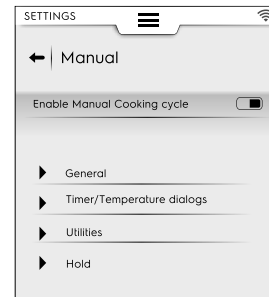 SETTINGS
Manual
Enable Manual Cooking cycle
General
Timer/Temperature dialogs
Utilities
Hold